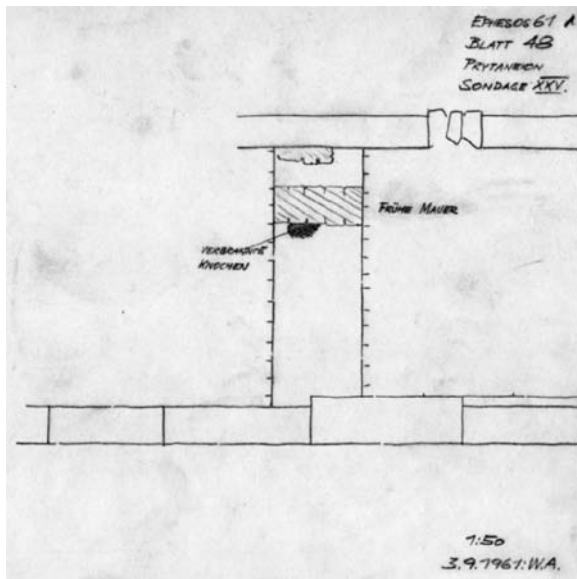 EPHESOS 61 A
BLATT 48
PRYTANEION
SONDAGE XXV.
FRÜHE MAUER
VERBRANNTE
KNOCHEN
1:50
3.9.1961:W.A.